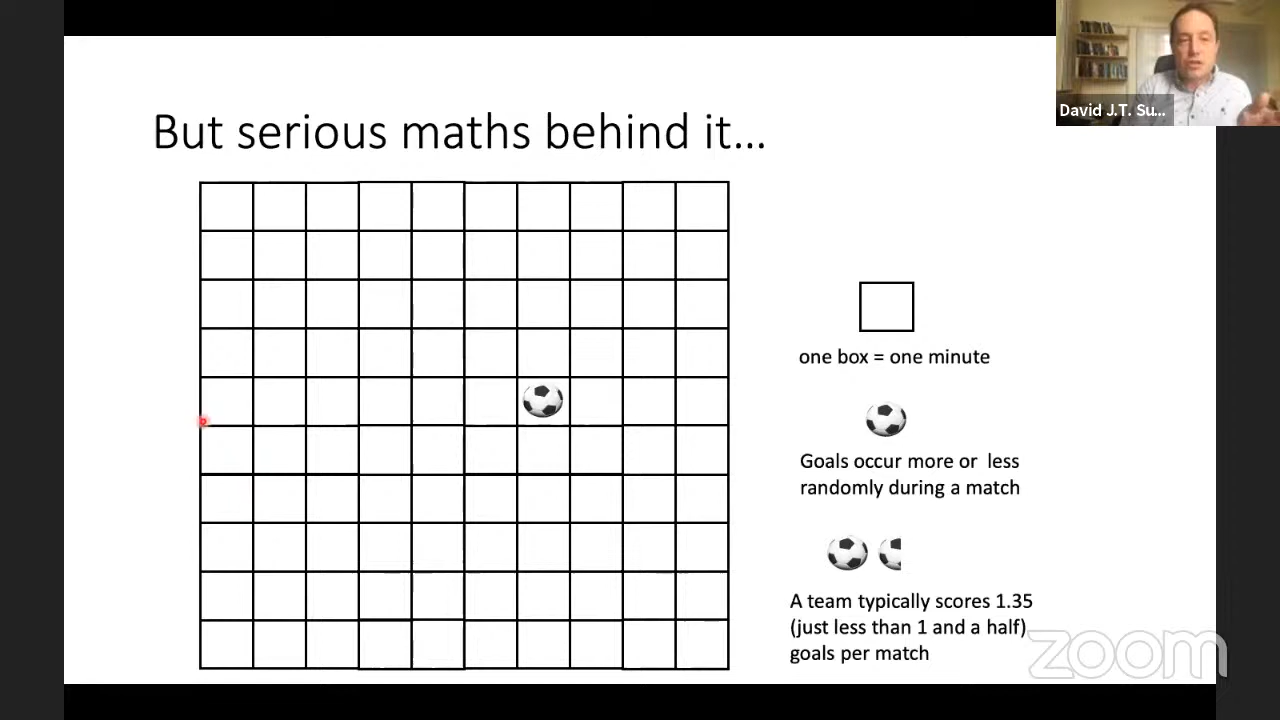 David J.T. Su...
But serious maths behind it...
one box = one minute
Goals occur more or less
randomly during a match
A team typically scores 1.35
(just less than 1 and a half)
goals per match
zoom